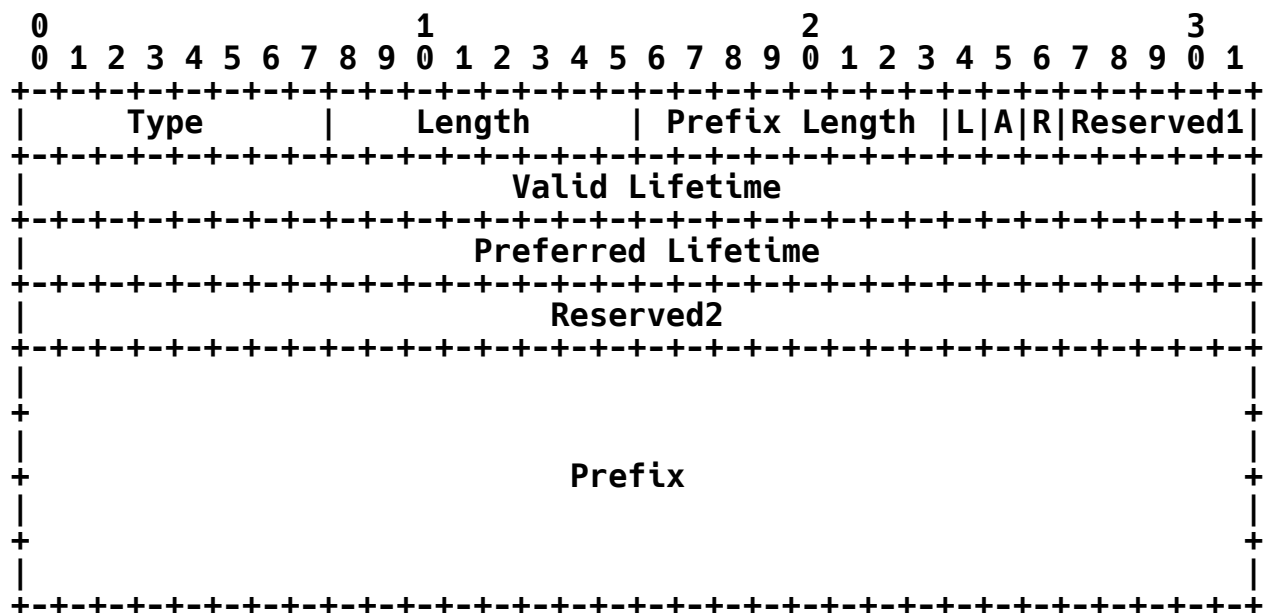 0                   1                   2                   3
 0 1 2 3 4 5 6 7 8 9 0 1 2 3 4 5 6 7 8 9 0 1 2 3 4 5 6 7 8 9 0 1
+-+-+-+-+-+-+-+-+-+-+-+-+-+-+-+-+-+-+-+-+-+-+-+-+-+-+-+-+-+-+-+-+
|     Type      |    Length     | Prefix Length |L|A|R|Reserved1|
+-+-+-+-+-+-+-+-+-+-+-+-+-+-+-+-+-+-+-+-+-+-+-+-+-+-+-+-+-+-+-+-+
|                         Valid Lifetime                        |
+-+-+-+-+-+-+-+-+-+-+-+-+-+-+-+-+-+-+-+-+-+-+-+-+-+-+-+-+-+-+-+-+
|                       Preferred Lifetime                      |
+-+-+-+-+-+-+-+-+-+-+-+-+-+-+-+-+-+-+-+-+-+-+-+-+-+-+-+-+-+-+-+-+
|                           Reserved2                           |
+-+-+-+-+-+-+-+-+-+-+-+-+-+-+-+-+-+-+-+-+-+-+-+-+-+-+-+-+-+-+-+-+
|                                                               |
+                                                               +
|                                                               |
+                            Prefix                             +
|                                                               |
+                                                               +
|                                                               |
+-+-+-+-+-+-+-+-+-+-+-+-+-+-+-+-+-+-+-+-+-+-+-+-+-+-+-+-+-+-+-+-+